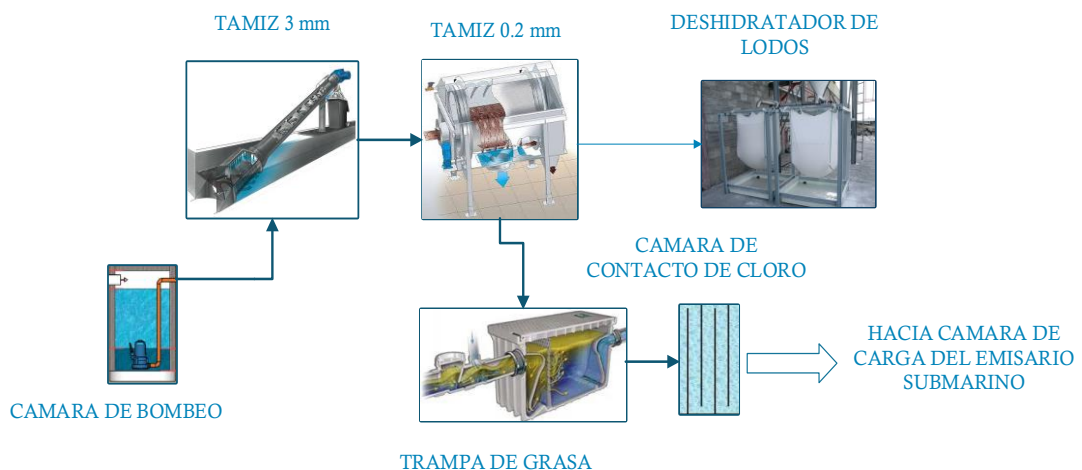 TAMIZ 3 mm
TAMIZ 0.2 mm
DESHIDRATADOR DE
LODOS
CAMARA DE
CONTACTO DE CLORO
HACIA CAMARA DE
CARGA DEL EMISARIO
SUBMARINO
CAMARA DE BOMBEO
TRAMPA DE GRASA